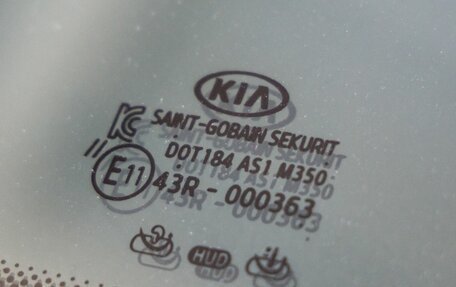 KIA
SAINT-GOBAIN SEKURIT
DOT184 AS1 M350
E11 43R - 000363
HUD